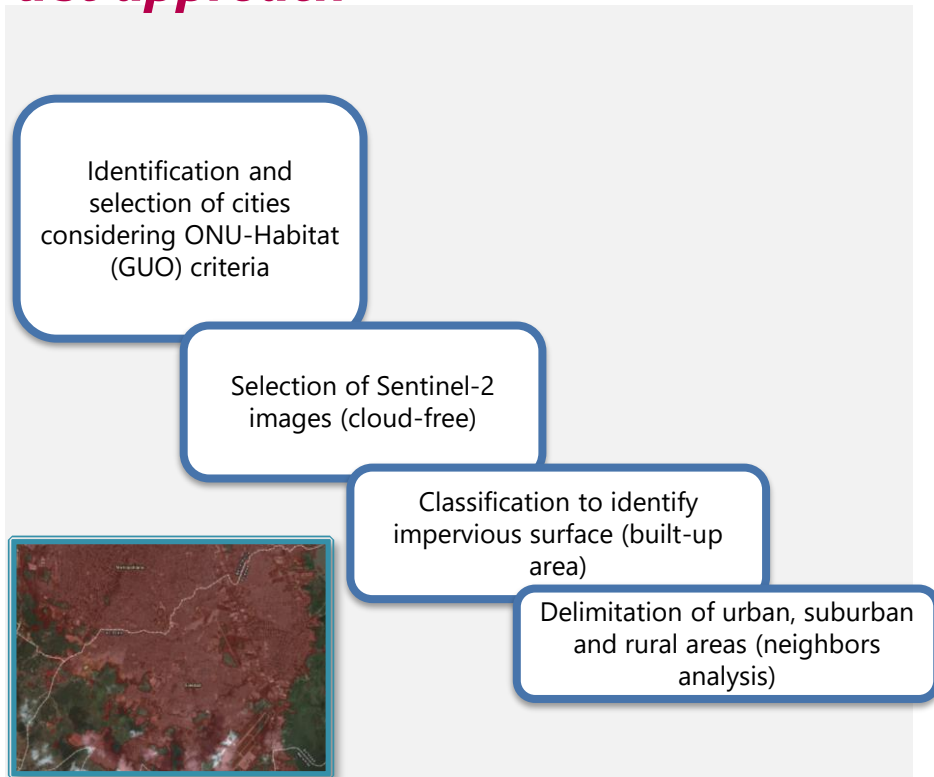 approach
Identification and
selection of cities
considering ONU-Habitat
(GUO) criteria
Selection of Sentinel-2
images (cloud-free)
Classification to identify
impervious surface (built-up
area)
Delimitation of urban, suburban
and rural areas (neighbors
analysis)